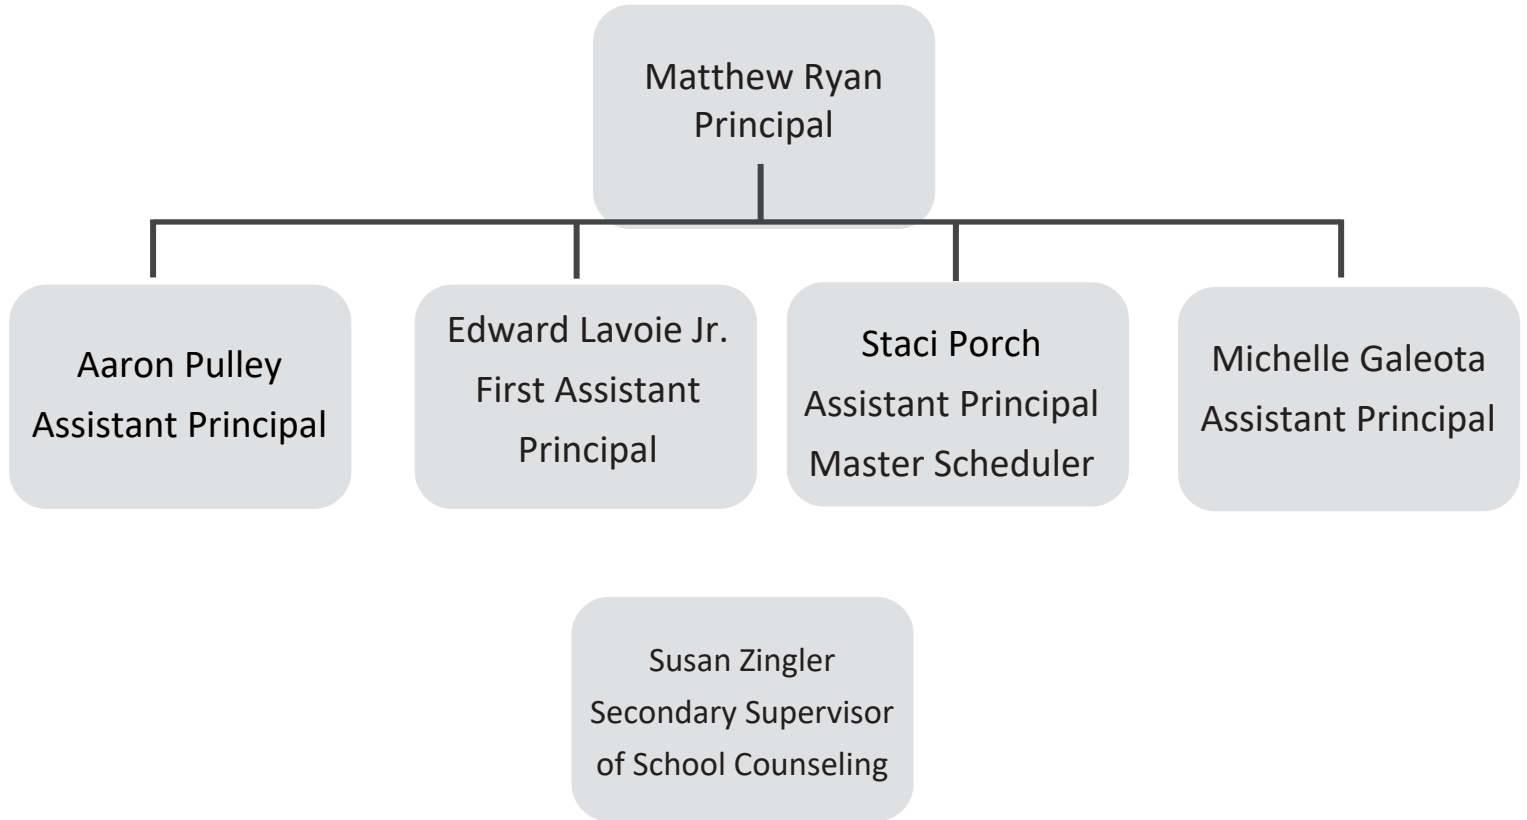 Matthew Ryan
Principal
Aaron Pulley
Assistant Principal
Edward Lavoie Jr.
First Assistant
Principal
Staci Porch
Assistant Principal
Master Scheduler
Michelle Galeota
Assistant Principal
Susan Zingler
Secondary Supervisor
of School Counseling